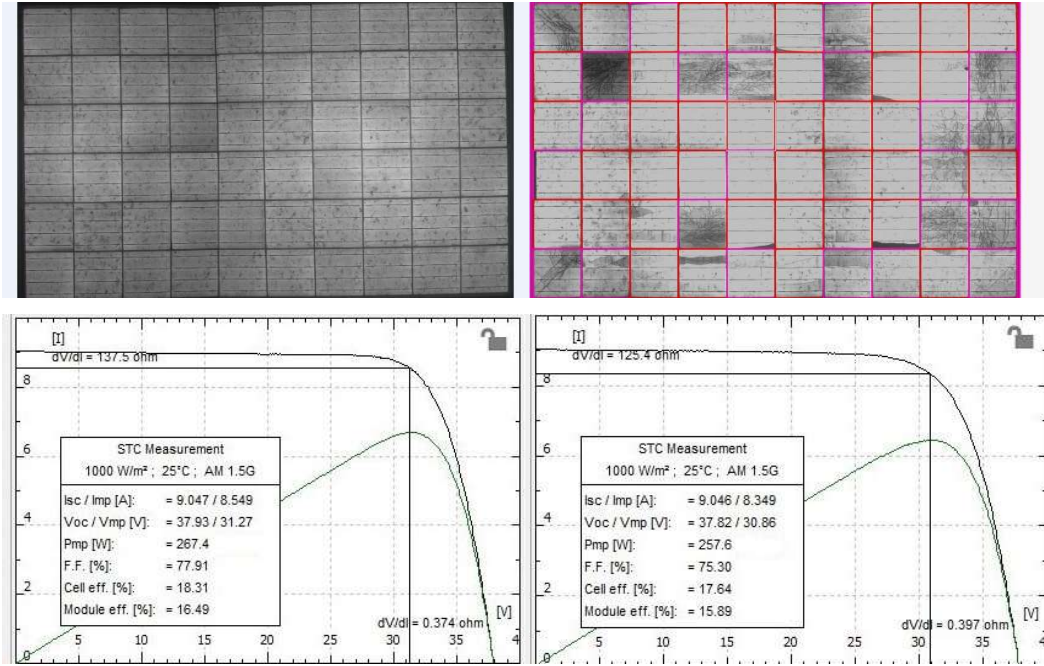 [I]
dV/dI = 137.5 ohm
8
6
4
2
0
STC Measurement
1000 W/m² ; 25°C ; AM 1.5G
Isc / Imp [A]: = 9.047 / 8.549
Voc / Vmp [V]: = 37.93 / 31.27
Pmp [W]: = 267.4
F.F. [%]: = 77.91
Cell eff. [%]: = 18.31
Module eff. [%]: = 16.49
[V]
dV/dI = 0.374 ohm
5 10 15 20 25 30 35 4
[I]
dV/dI = 125.4 ohm
8
6
4
2
0
STC Measurement
1000 W/m² ; 25°C ; AM 1.5G
Isc / Imp [A]: = 9.046 / 8.349
Voc / Vmp [V]: = 37.82 / 30.86
Pmp [W]: = 257.6
F.F. [%]: = 75.30
Cell eff. [%]: = 17.64
Module eff. [%]: = 15.89
[V]
dV/dI = 0.397 ohm
5 10 15 20 25 30 35 4